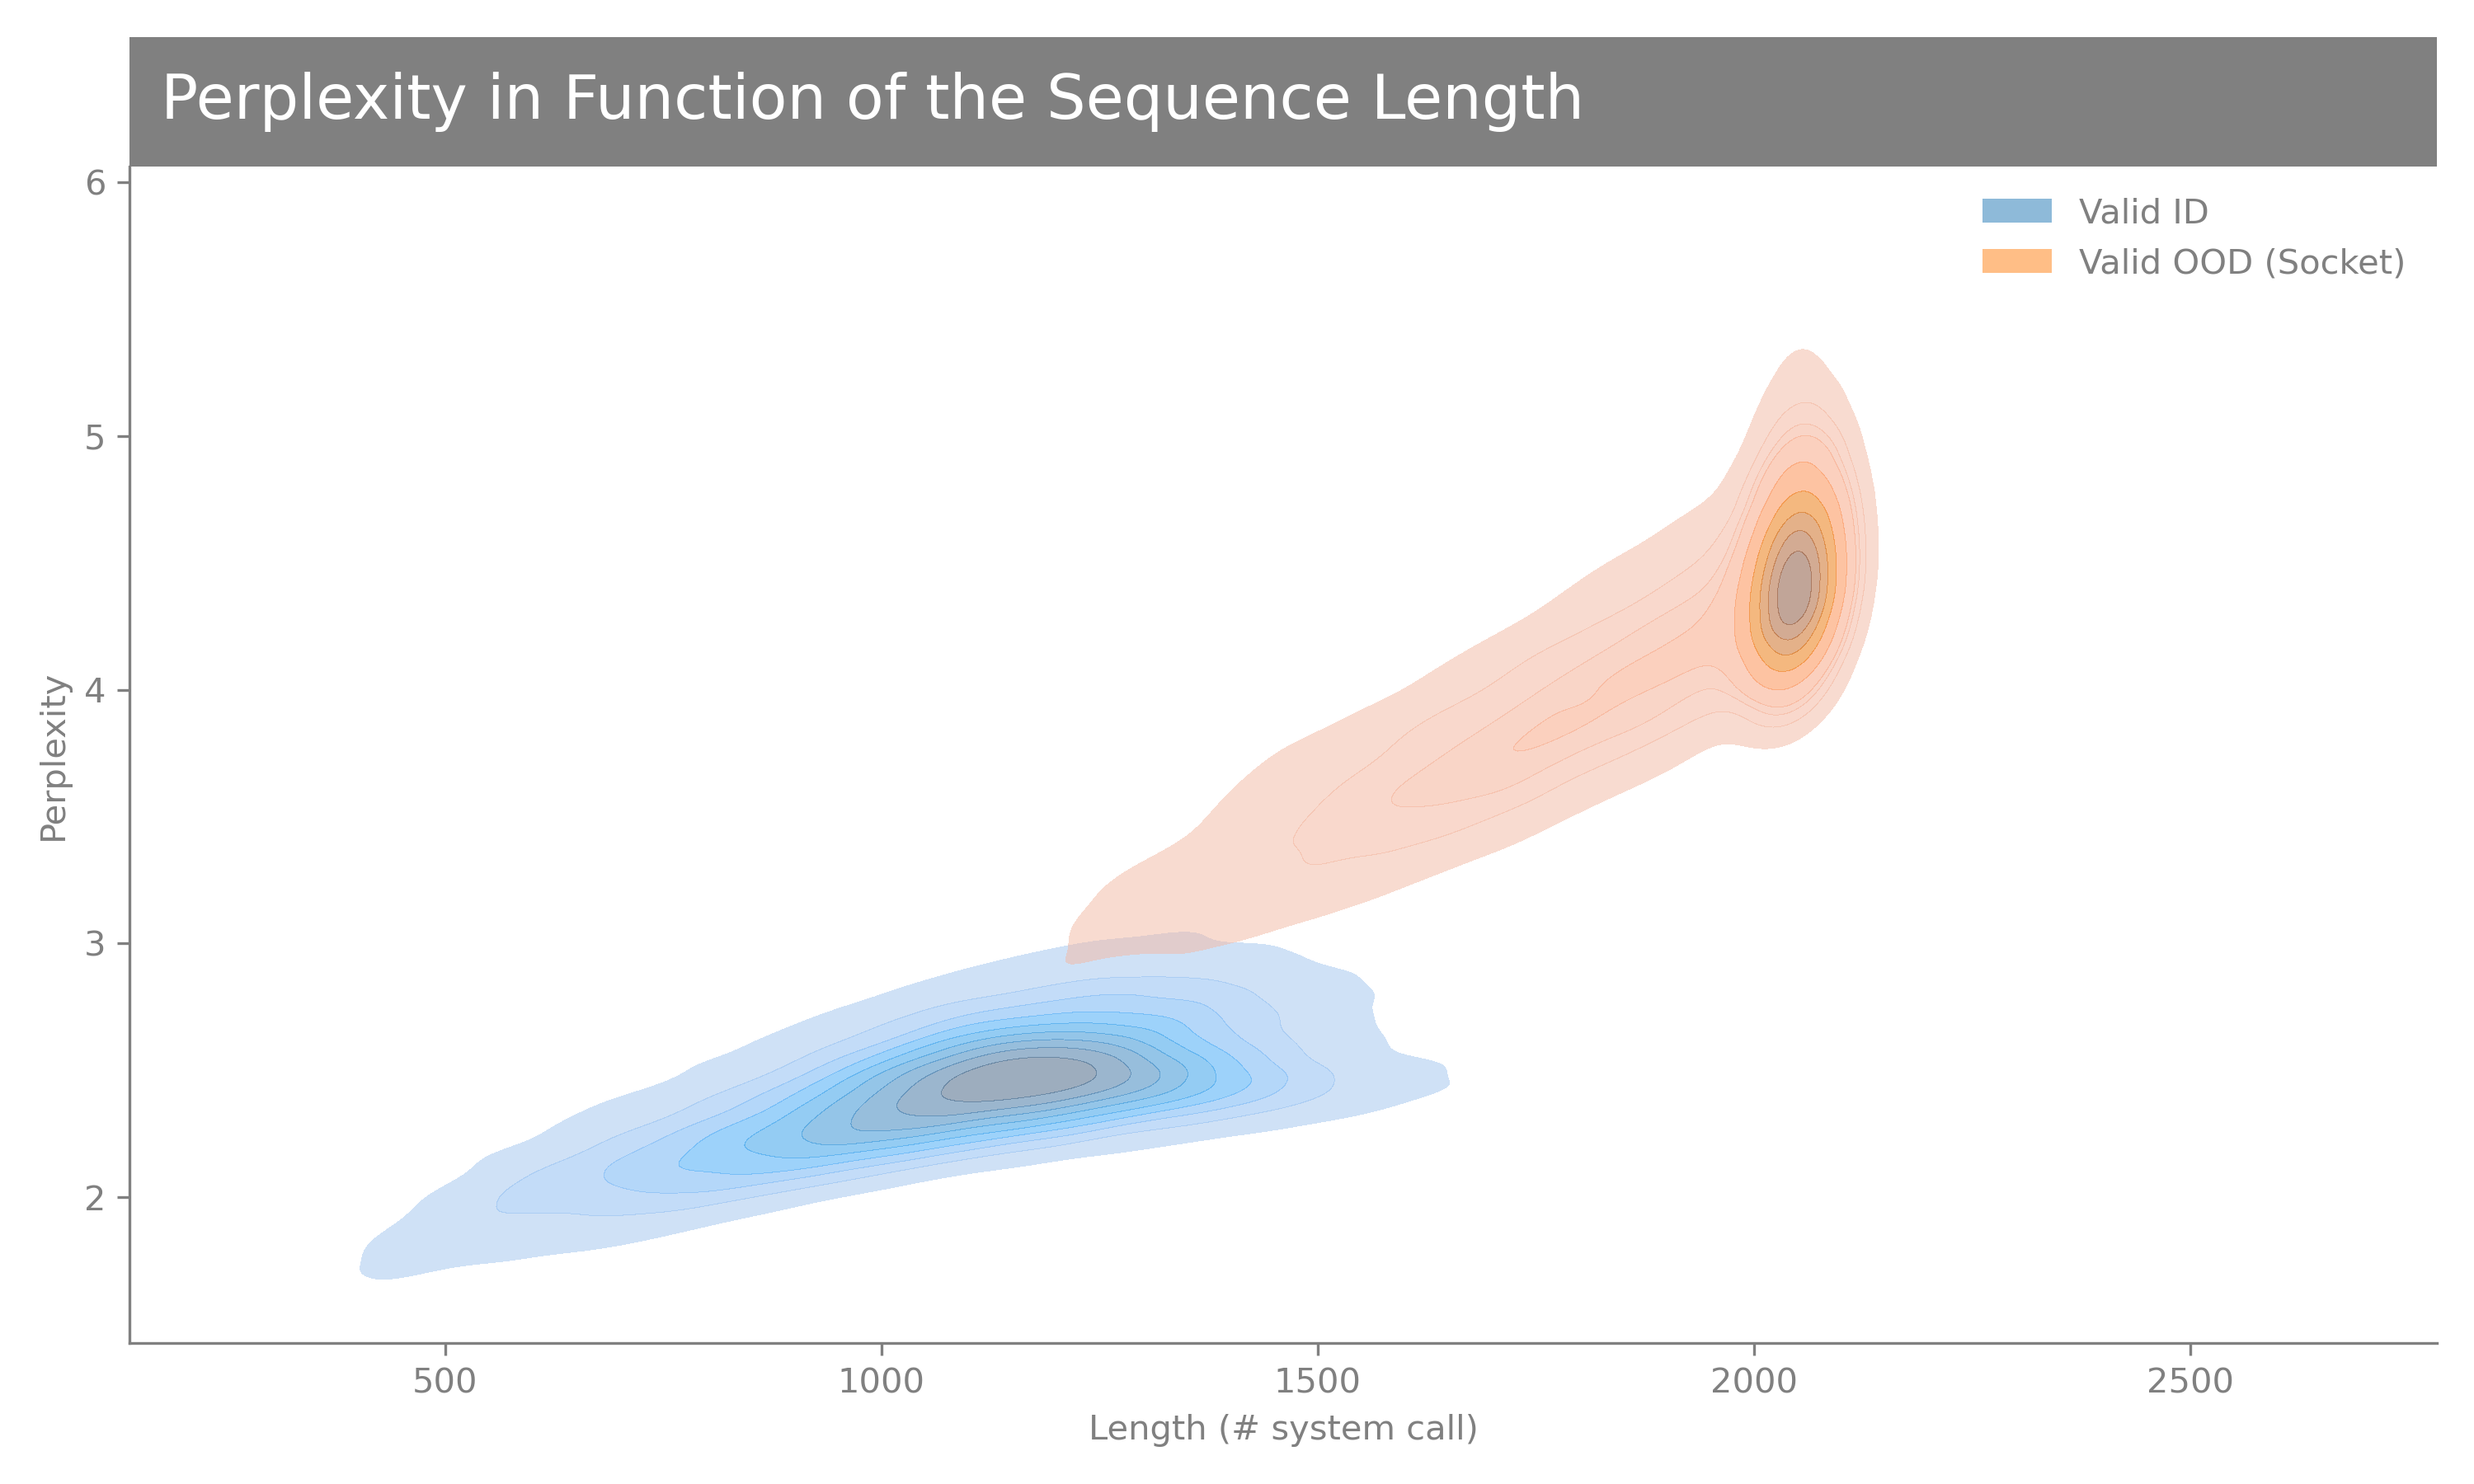 Perplexity in Function of the Sequence Length
Valid ID
Valid OOD (Socket)
6
5
4
3
2
Perplexity
500 1000 1500 2000 2500
Length (# system call)